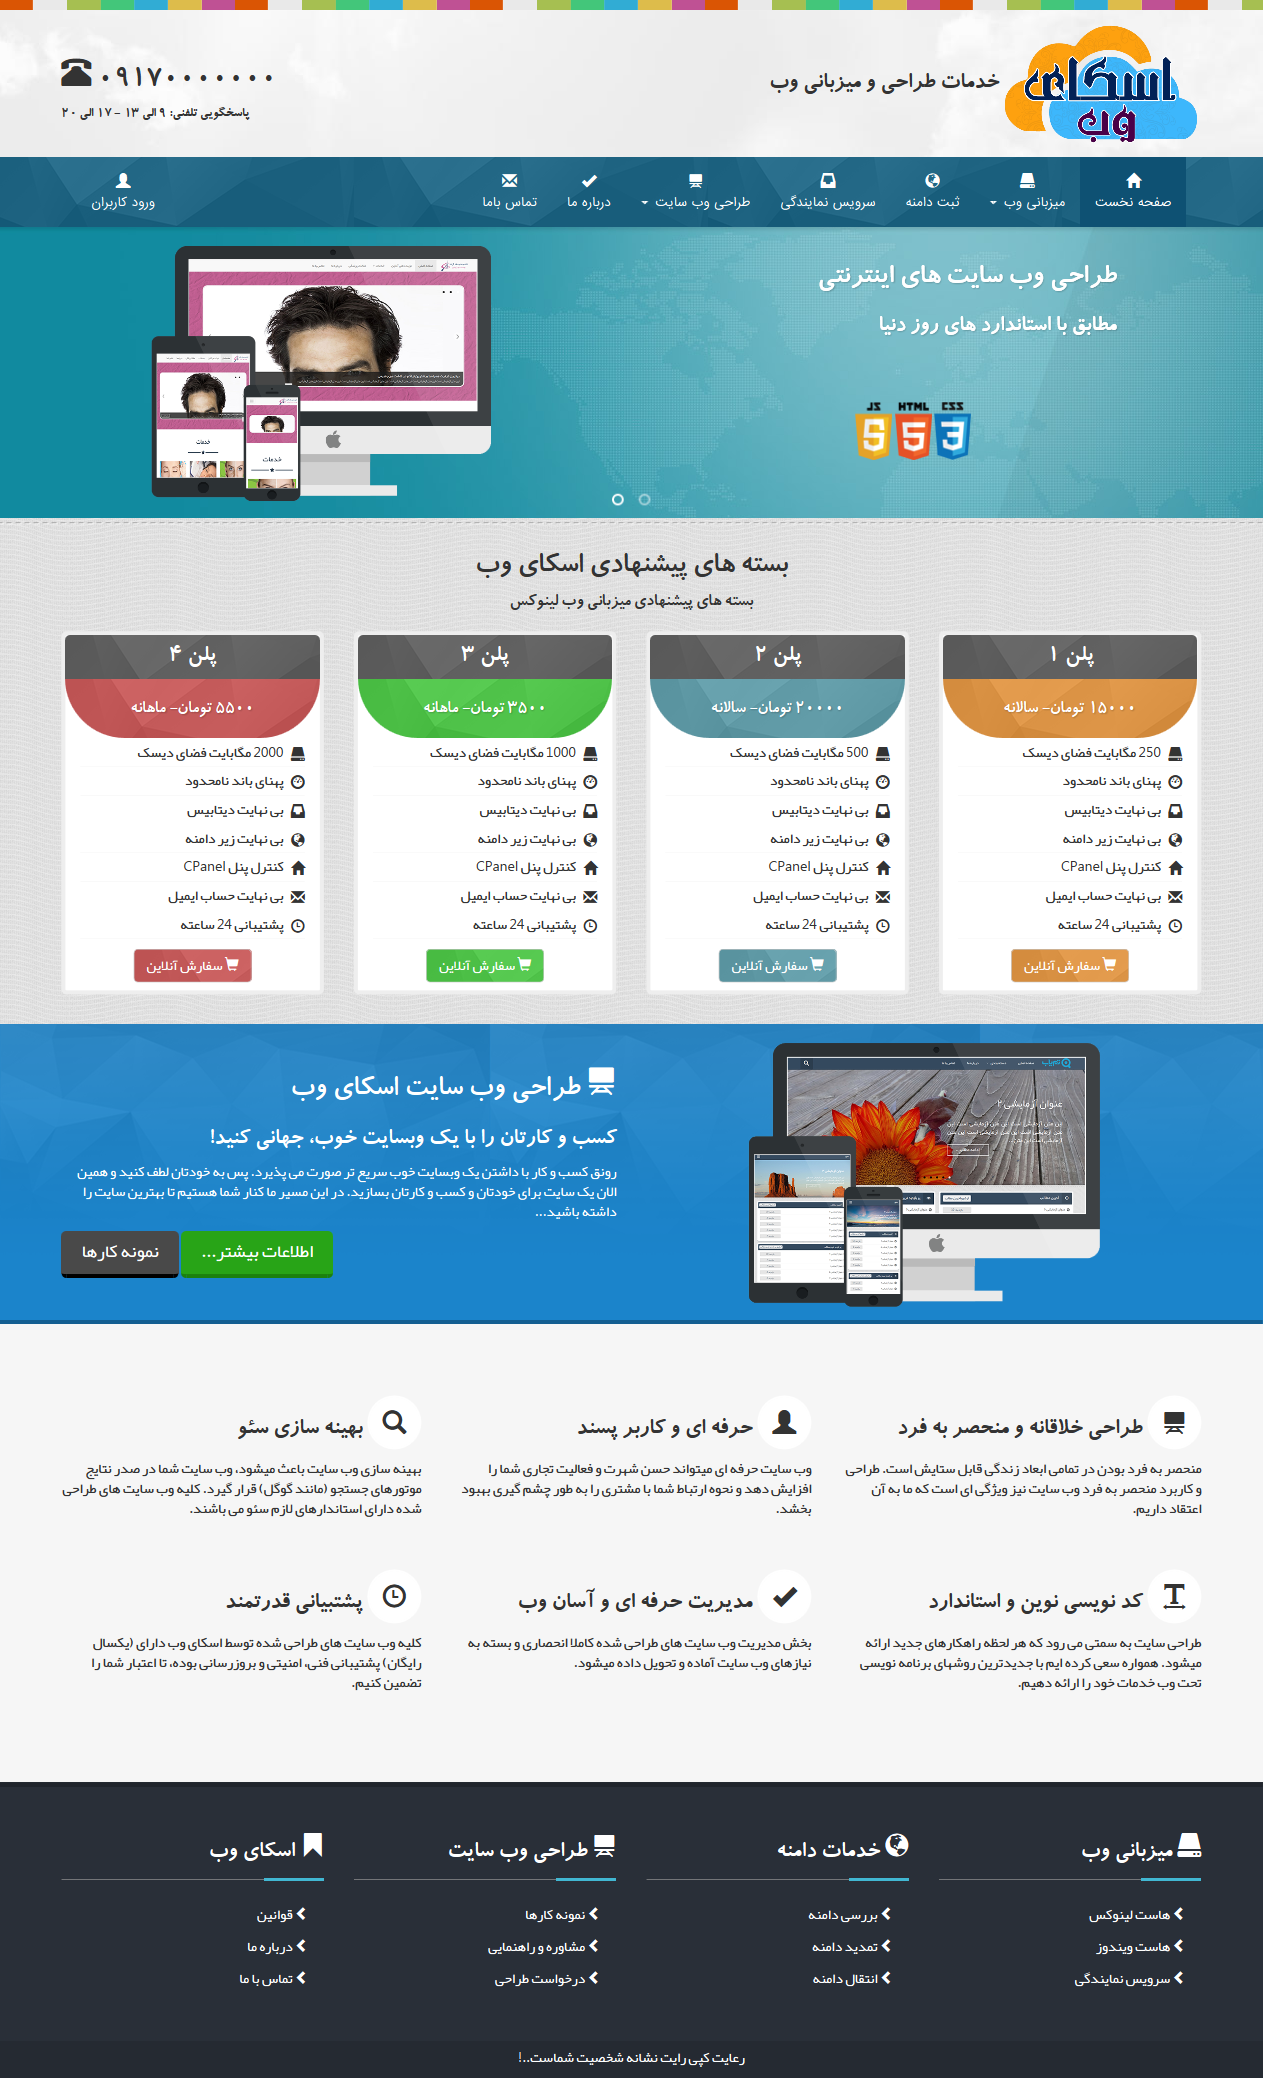 اسکای
وب
خدمات طراحی و میزبانی وب
۰۹۱۷۰۰۰۰۰۰۰
پاسخگویی تلفنی: ۹ الی ۱۳ - ۱۷ الی ۲۰
صفحه نخست
میزبانی وب
ثبت دامنه
سرویس نمایندگی
طراحی وب سایت
درباره ما
تماس باما
ورود کاربران
طراحی وب سایت های اینترنتی
مطابق با استاندارد های روز دنیا
JS HTML CSS
بسته های پیشنهادی اسکای وب
بسته های پیشنهادی میزبانی وب لینوکس
پلن ۱
۱۵۰۰۰ تومان- سالانه
250 مگابایت فضای دیسک
پهنای باند نامحدود
بی نهایت دیتابیس
بی نهایت زیر دامنه
کنترل پنل CPanel
بی نهایت حساب ایمیل
پشتیبانی 24 ساعته
سفارش آنلاین
پلن ۲
۲۰۰۰۰ تومان- سالانه
500 مگابایت فضای دیسک
پهنای باند نامحدود
بی نهایت دیتابیس
بی نهایت زیر دامنه
کنترل پنل CPanel
بی نهایت حساب ایمیل
پشتیبانی 24 ساعته
سفارش آنلاین
پلن ۳
۳۵۰۰ تومان- ماهانه
1000 مگابایت فضای دیسک
پهنای باند نامحدود
بی نهایت دیتابیس
بی نهایت زیر دامنه
کنترل پنل CPanel
بی نهایت حساب ایمیل
پشتیبانی 24 ساعته
سفارش آنلاین
پلن ۴
۵۵۰۰ تومان- ماهانه
2000 مگابایت فضای دیسک
پهنای باند نامحدود
بی نهایت دیتابیس
بی نهایت زیر دامنه
کنترل پنل CPanel
بی نهایت حساب ایمیل
پشتیبانی 24 ساعته
سفارش آنلاین
عنوان آزمایشی ۲
طراحی وب سایت اسکای وب
کسب و کارتان را با یک وبسایت خوب، جهانی کنید!
رونق کسب و کار با داشتن یک وبسایت خوب سریع تر صورت می پذیرد. پس به خودتان لطف کنید و همین
الان یک سایت برای خودتان و کسب و کارتان بسازید. در این مسیر ما کنار شما هستیم تا بهترین سایت را
داشته باشید...
اطلاعات بیشتر...
نمونه کارها
طراحی خلاقانه و منحصر به فرد
منحصر به فرد بودن در تمامی ابعاد زندگی قابل ستایش است. طراحی
و کاربرد منحصر به فرد وب سایت نیز ویژگی ای است که ما به آن
اعتقاد داریم.
حرفه ای و کاربر پسند
وب سایت حرفه ای میتواند حسن شهرت و فعالیت تجاری شما را
افزایش دهد و نحوه ارتباط شما با مشتری را به طور چشم گیری بهبود
بخشد.
بهینه سازی سئو
بهینه سازی وب سایت باعث میشود، وب سایت شما در صدر نتایج
موتورهای جستجو (مانند گوگل) قرار گیرد. کلیه وب سایت های طراحی
شده دارای استاندارهای لازم سئو می باشند.
کد نویسی نوین و استاندارد
طراحی سایت به سمتی می رود که هر لحظه راهکارهای جدید ارائه
میشود. همواره سعی کرده ایم با جدیدترین روشهای برنامه نویسی
تحت وب خدمات خود را ارائه دهیم.
مدیریت حرفه ای و آسان وب
بخش مدیریت وب سایت های طراحی شده کاملا انحصاری و بسته به
نیازهای وب سایت آماده و تحویل داده میشود.
پشتبیانی قدرتمند
کلیه وب سایت های طراحی شده توسط اسکای وب دارای (یکسال
رایگان) پشتیبانی فنی، امنیتی و بروزرسانی بوده، تا اعتبار شما را
تضمین کنیم.
میزبانی وب
هاست لینوکس
هاست ویندوز
سرویس نمایندگی
خدمات دامنه
بررسی دامنه
تمدید دامنه
انتقال دامنه
طراحی وب سایت
نمونه کارها
مشاوره و راهنمایی
درخواست طراحی
اسکای وب
قوانین
درباره ما
تماس با ما
رعایت کپی رایت نشانه شخصیت شماست..!